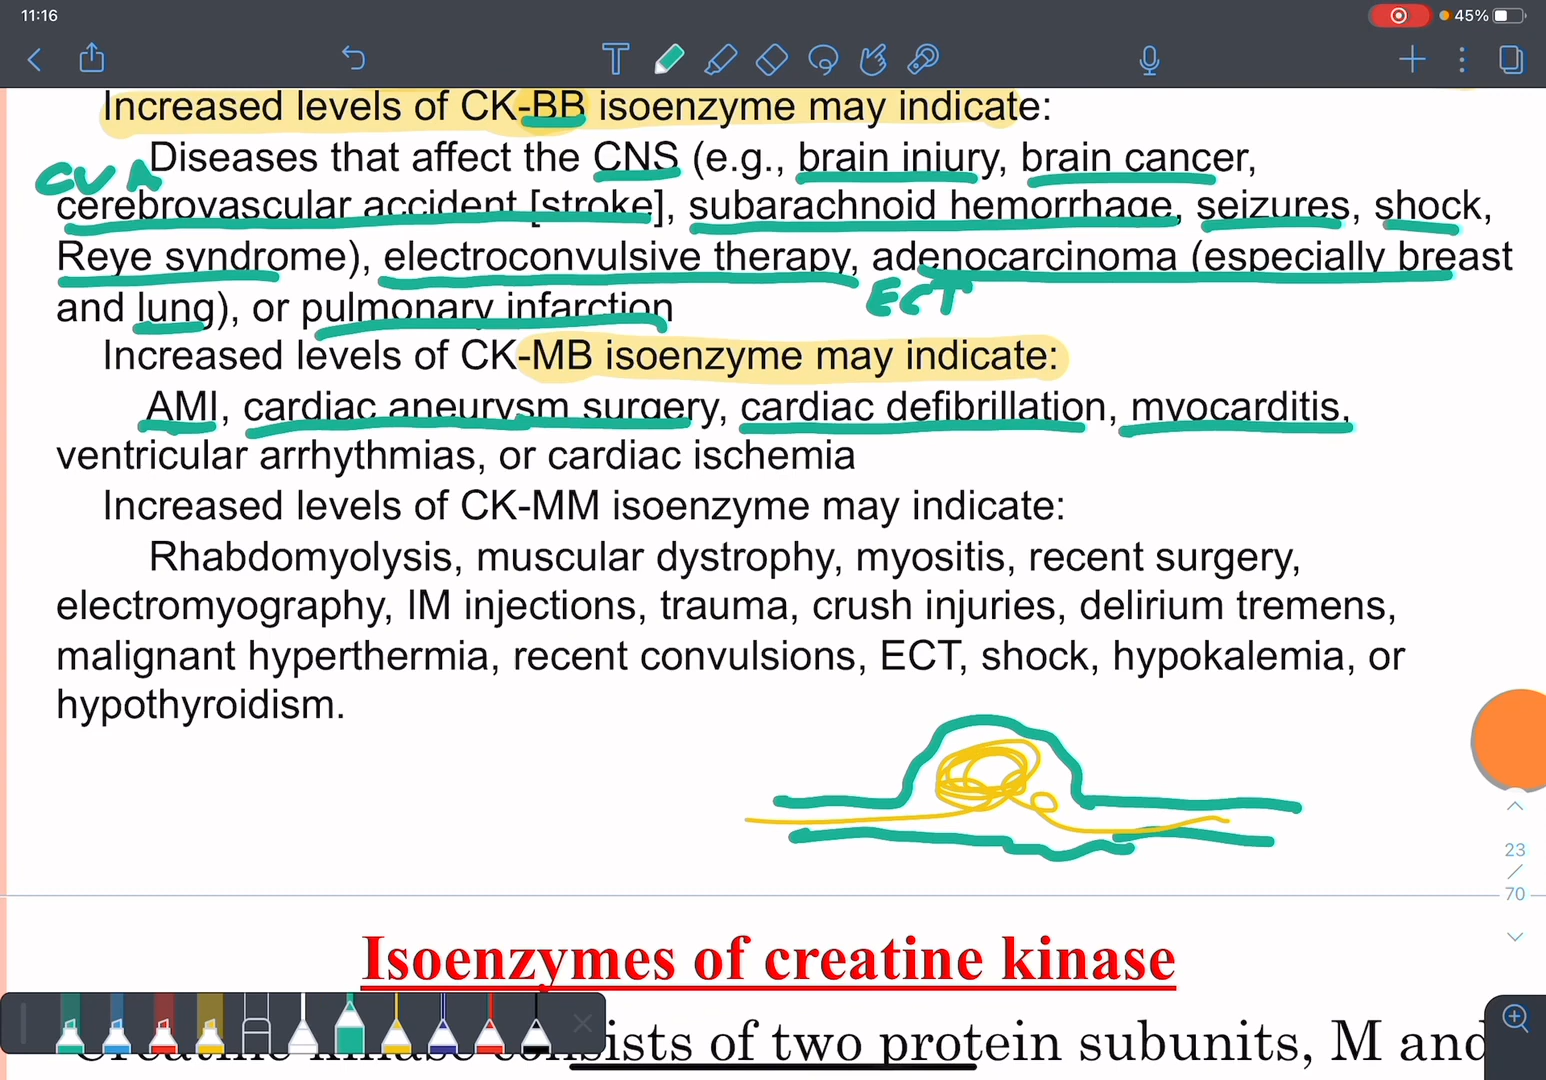 11:16
45%
Increased levels of CK-BB isoenzyme may indicate:
CVA
Diseases that affect the CNS (e.g., brain injury, brain cancer,
cerebrovascular accident [stroke], subarachnoid hemorrhage, seizures, shock,
Reye syndrome), electroconvulsive therapy, adenocarcinoma (especially breast
ECT
and lung), or pulmonary infarction
Increased levels of CK-MB isoenzyme may indicate:
AMI, cardiac aneurysm surgery, cardiac defibrillation, myocarditis,
ventricular arrhythmias, or cardiac ischemia
Increased levels of CK-MM isoenzyme may indicate:
Rhabdomyolysis, muscular dystrophy, myositis, recent surgery,
electromyography, IM injections, trauma, crush injuries, delirium tremens,
malignant hyperthermia, recent convulsions, ECT, shock, hypokalemia, or
hypothyroidism.
23
/
70
Isoenzymes of creatine kinase
Creatine kinase consists of two protein subunits, M and